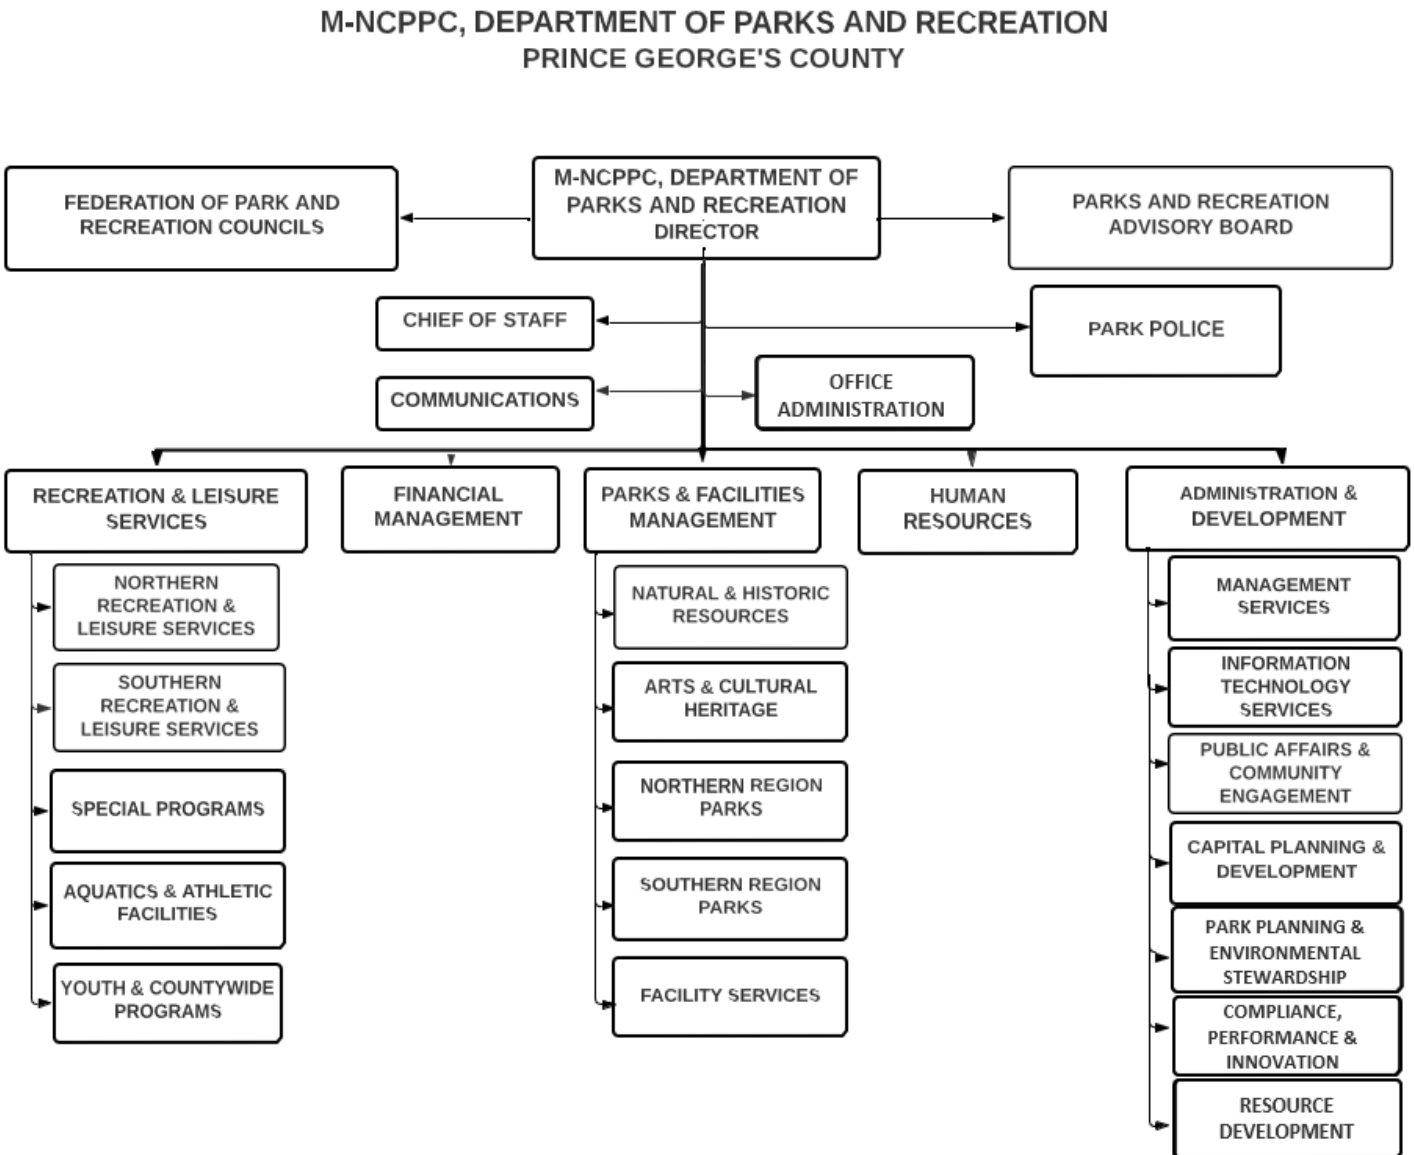 M-NCPPC, DEPARTMENT OF PARKS AND RECREATION
PRINCE GEORGE'S COUNTY
FEDERATION OF PARK AND
RECREATION COUNCILS
M-NCPPC, DEPARTMENT OF
PARKS AND RECREATION
DIRECTOR
PARKS AND RECREATION
ADVISORY BOARD
CHIEF OF STAFF
PARK POLICE
COMMUNICATIONS
OFFICE
ADMINISTRATION
RECREATION & LEISURE
SERVICES
FINANCIAL
MANAGEMENT
PARKS & FACILITIES
MANAGEMENT
HUMAN
RESOURCES
ADMINISTRATION &
DEVELOPMENT
NORTHERN
RECREATION &
LEISURE SERVICES
SOUTHERN
RECREATION &
LEISURE SERVICES
SPECIAL PROGRAMS
AQUATICS & ATHLETIC
FACILITIES
YOUTH & COUNTYWIDE
PROGRAMS
NATURAL & HISTORIC
RESOURCES
ARTS & CULTURAL
HERITAGE
NORTHERN REGION
PARKS
SOUTHERN REGION
PARKS
FACILITY SERVICES
MANAGEMENT
SERVICES
INFORMATION
TECHNOLOGY
SERVICES
PUBLIC AFFAIRS &
COMMUNITY
ENGAGEMENT
CAPITAL PLANNING &
DEVELOPMENT
PARK PLANNING &
ENVIRONMENTAL
STEWARDSHIP
COMPLIANCE,
PERFORMANCE &
INNOVATION
RESOURCE
DEVELOPMENT